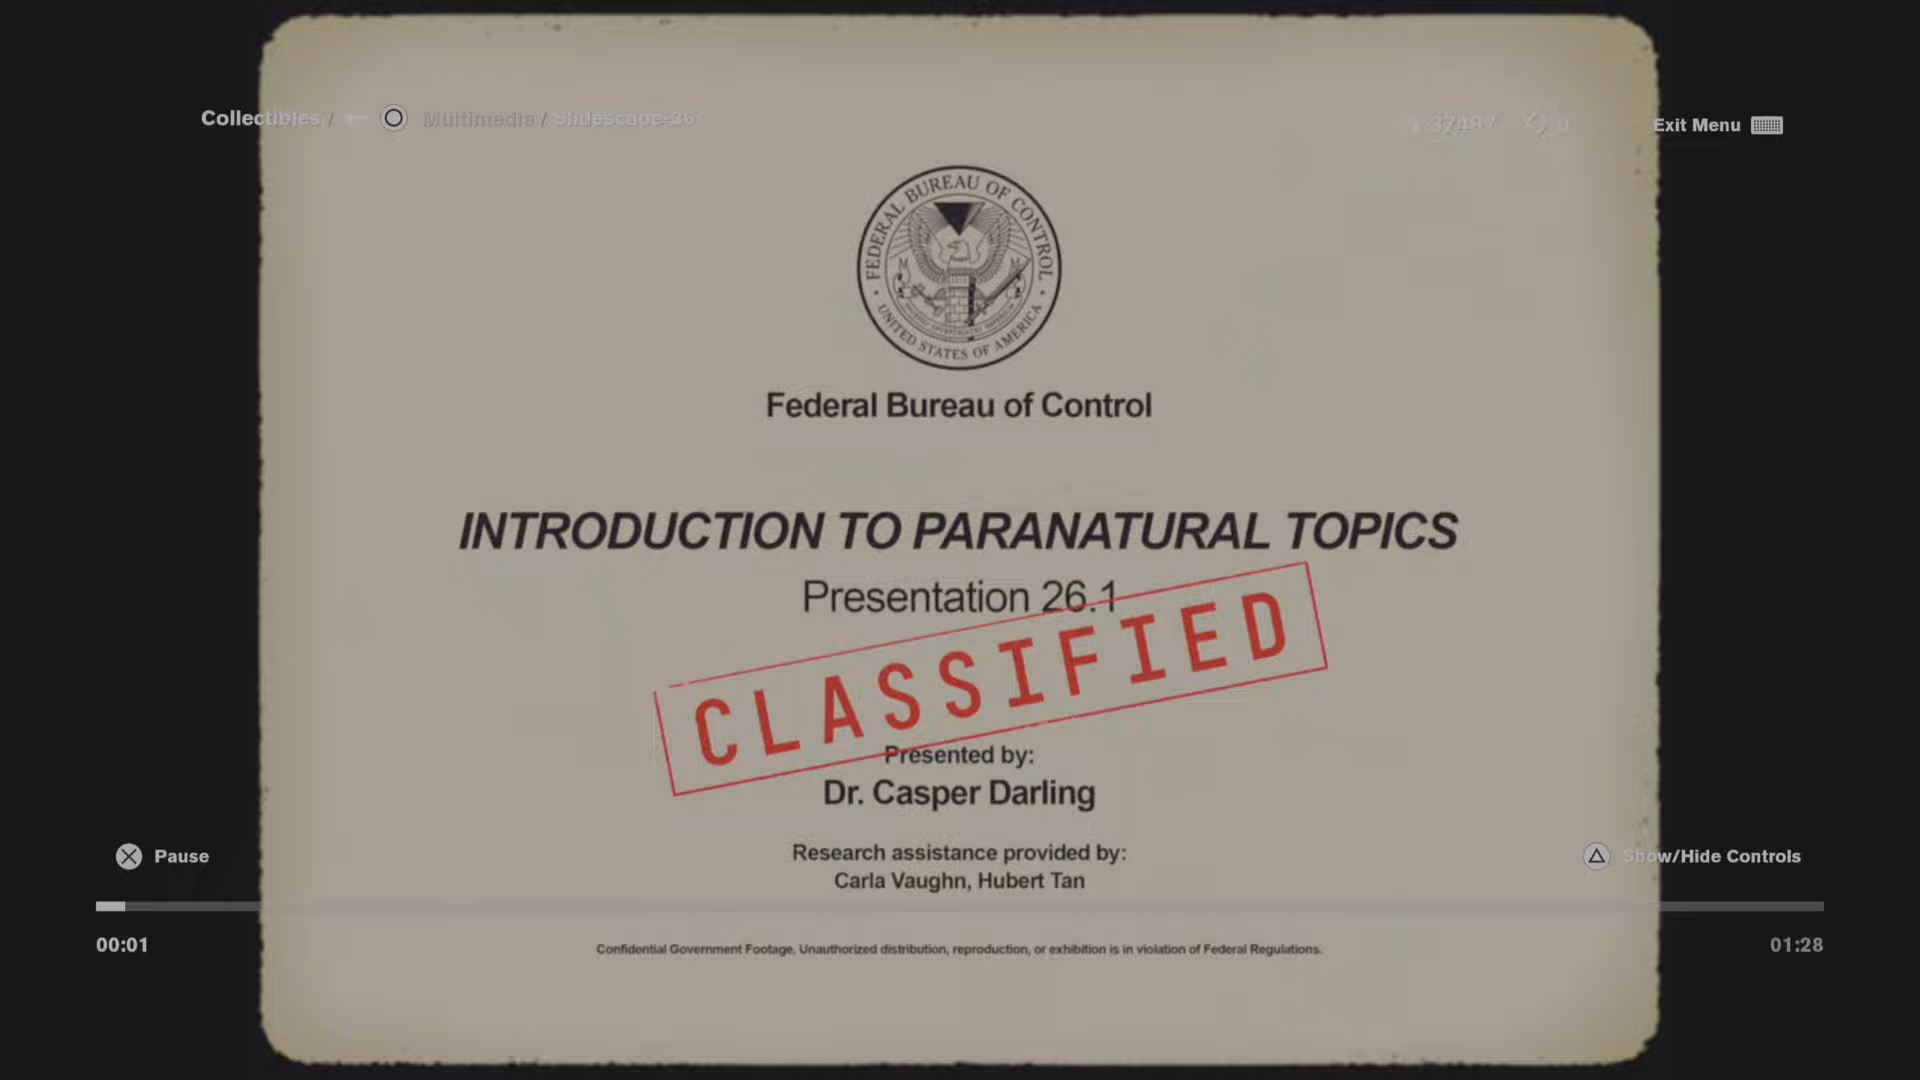 Collectibles / Multimedia / Slidescape-36
Exit Menu
FEDERAL BUREAU OF CONTROL
UNITED STATES OF AMERICA
Federal Bureau of Control
INTRODUCTION TO PARANATURAL TOPICS
Presentation 26.1
CLASSIFIED
Presented by:
Dr. Casper Darling
Research assistance provided by:
Carla Vaughn, Hubert Tan
Pause
Show/Hide Controls
00:01
01:28
Confidential Government Footage. Unauthorized distribution, reproduction, or exhibition is in violation of Federal Regulations.